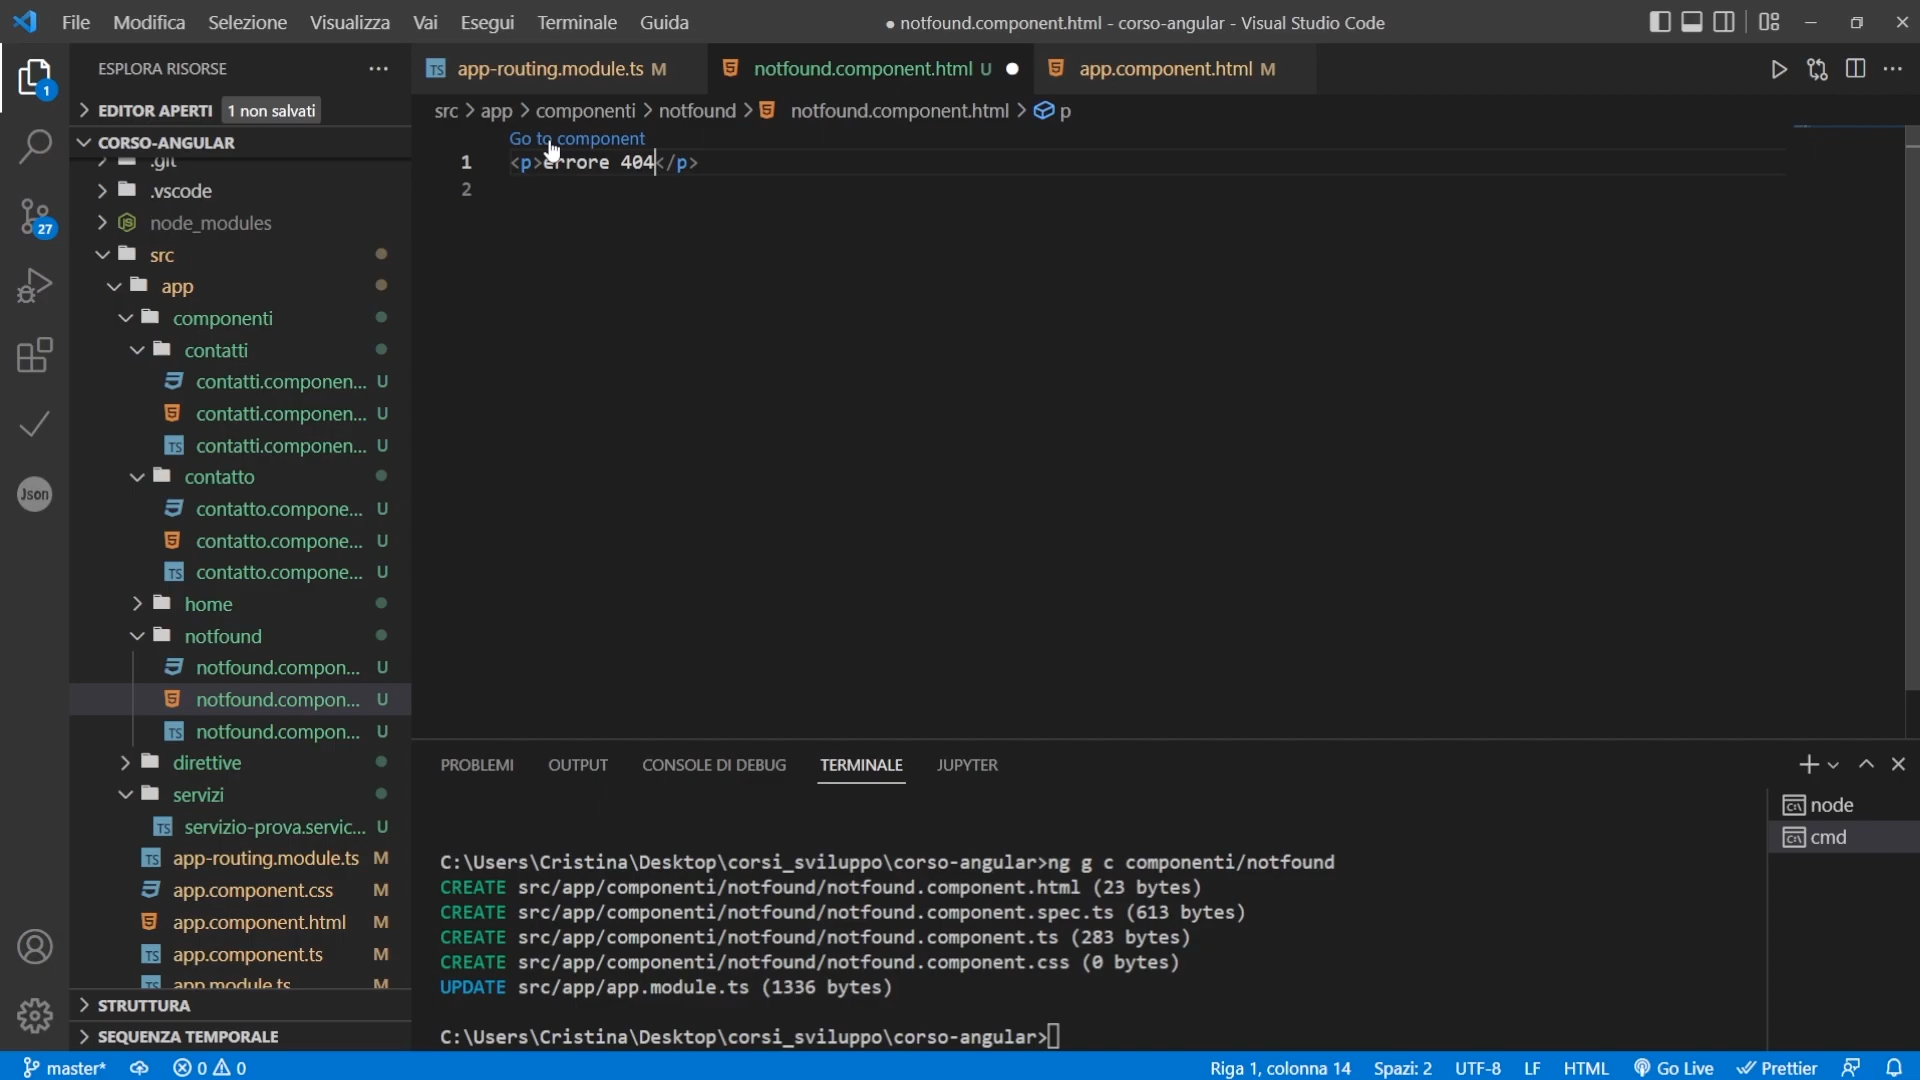 File Modifica Selezione Visualizza Vai Esegui Terminale Guida
● notfound.component.html - corso-angular - Visual Studio Code
ESPLORA RISORSE ···
EDITOR APERTI 1 non salvati
CORSO-ANGULAR
.git
.vscode
node_modules
src
app
componenti
contatti
contatti.componen... U
contatti.componen... U
contatti.componen... U
contatto
contatto.compone... U
contatto.compone... U
contatto.compone... U
home
notfound
notfound.compon... U
notfound.compon... U
notfound.compon... U
direttive
servizi
servizio-prova.servic... U
app-routing.module.ts M
app.component.css M
app.component.html M
app.component.ts M
app.module.ts M
STRUTTURA
SEQUENZA TEMPORALE
1
27
Json
app-routing.module.ts M
notfound.component.html U
app.component.html M
src > app > componenti > notfound > notfound.component.html > p
Go to component
1 <p>errore 404</p>
2
PROBLEMI OUTPUT CONSOLE DI DEBUG TERMINALE JUPYTER
C:\Users\Cristina\Desktop\corsi_sviluppo\corso-angular>ng g c componenti/notfound
CREATE src/app/componenti/notfound/notfound.component.html (23 bytes)
CREATE src/app/componenti/notfound/notfound.component.spec.ts (613 bytes)
CREATE src/app/componenti/notfound/notfound.component.ts (283 bytes)
CREATE src/app/componenti/notfound/notfound.component.css (0 bytes)
UPDATE src/app/app.module.ts (1336 bytes)
C:\Users\Cristina\Desktop\corsi_sviluppo\corso-angular>
node
cmd
master* 0 0 Riga 1, colonna 14 Spazi: 2 UTF-8 LF HTML Go Live Prettier